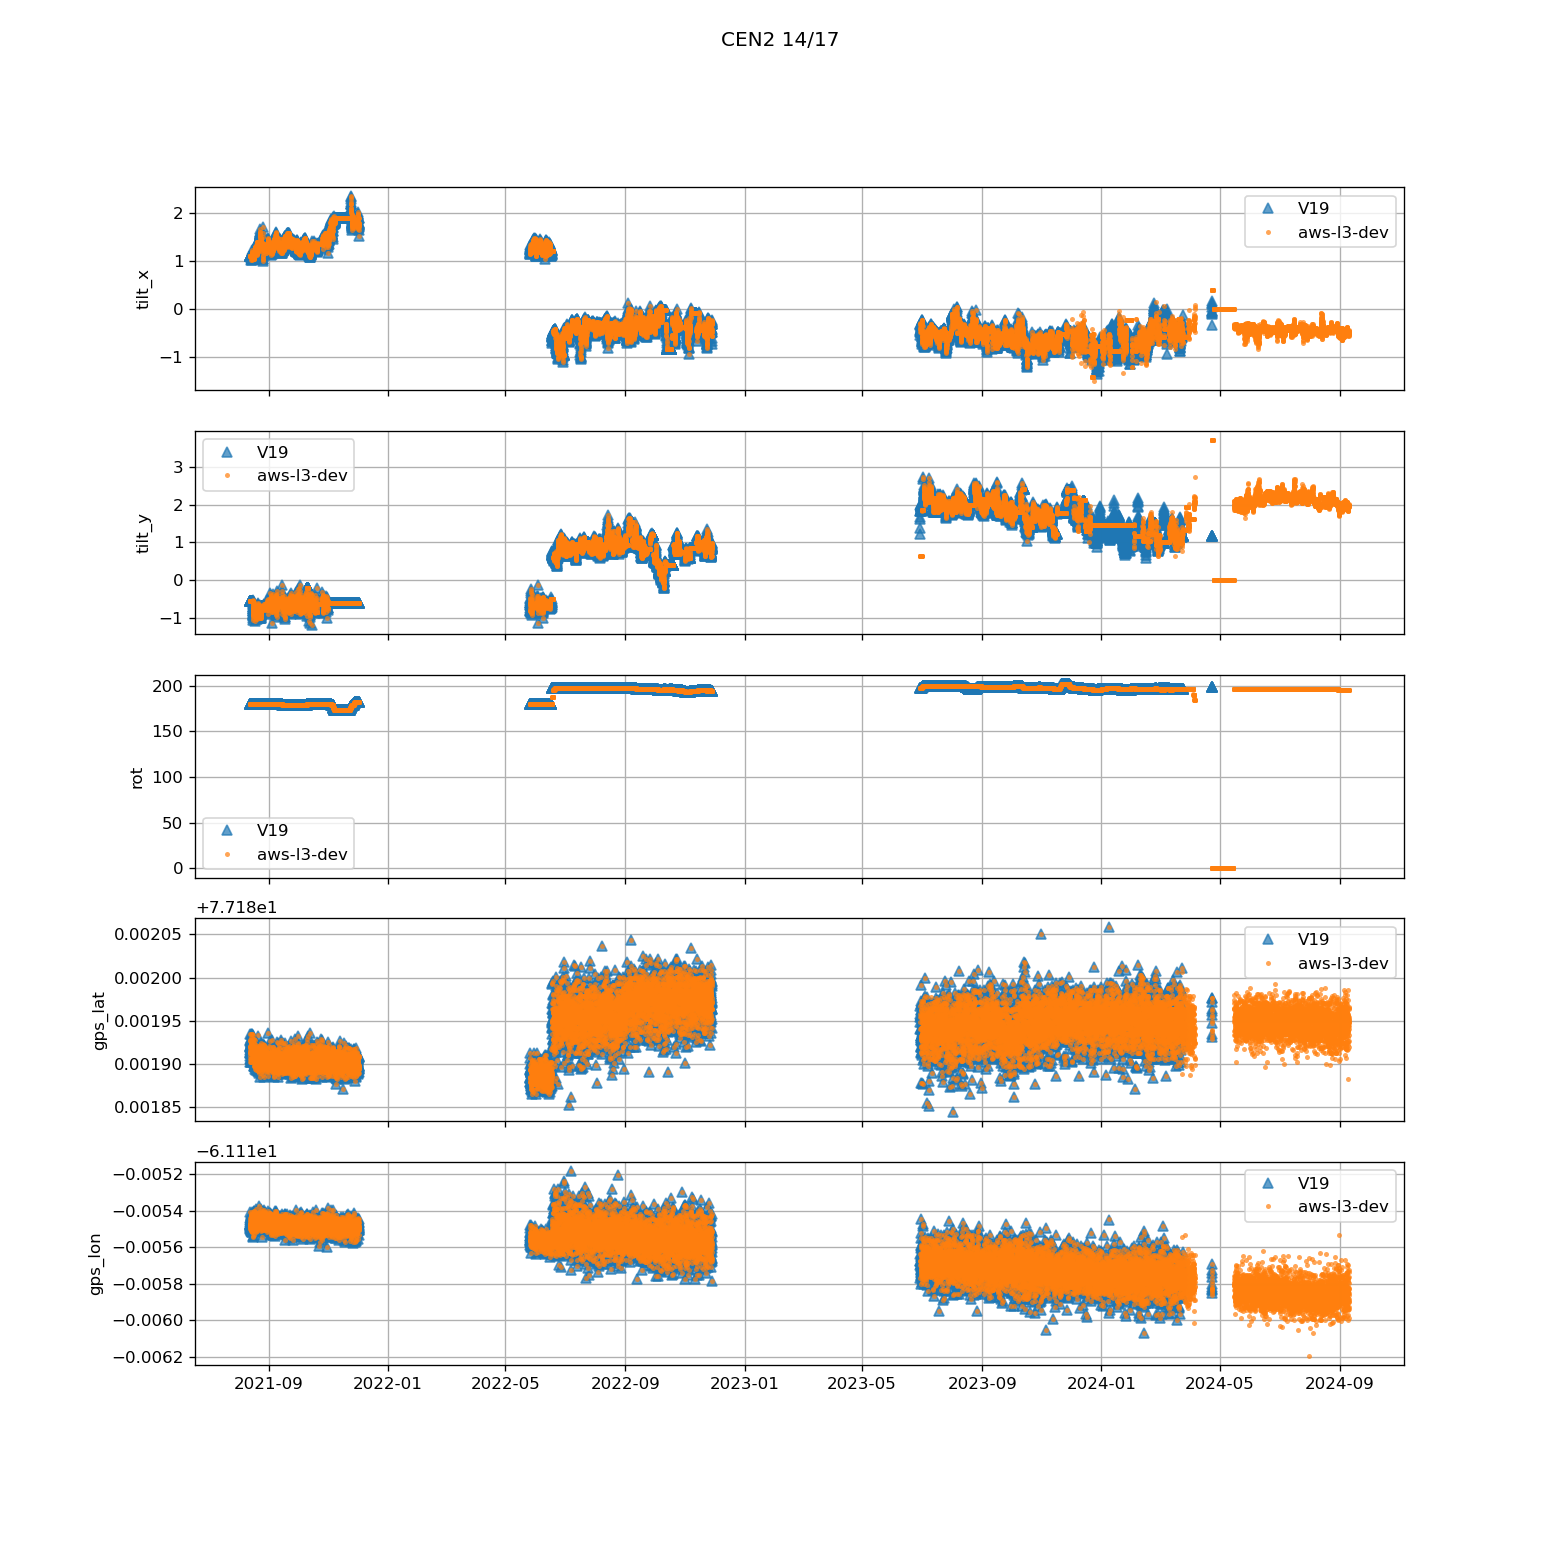 CEN2 14/17
tilt_x
2
1
0
−1
V19
aws-l3-dev
tilt_y
3
2
1
0
−1
V19
aws-l3-dev
rot
200
150
100
50
0
V19
aws-l3-dev
+7.718e1
gps_lat
0.00205
0.00200
0.00195
0.00190
0.00185
V19
aws-l3-dev
−6.111e1
gps_lon
−0.0052
−0.0054
−0.0056
−0.0058
−0.0060
−0.0062
V19
aws-l3-dev
2021-09 2022-01 2022-05 2022-09 2023-01 2023-05 2023-09 2024-01 2024-05 2024-09